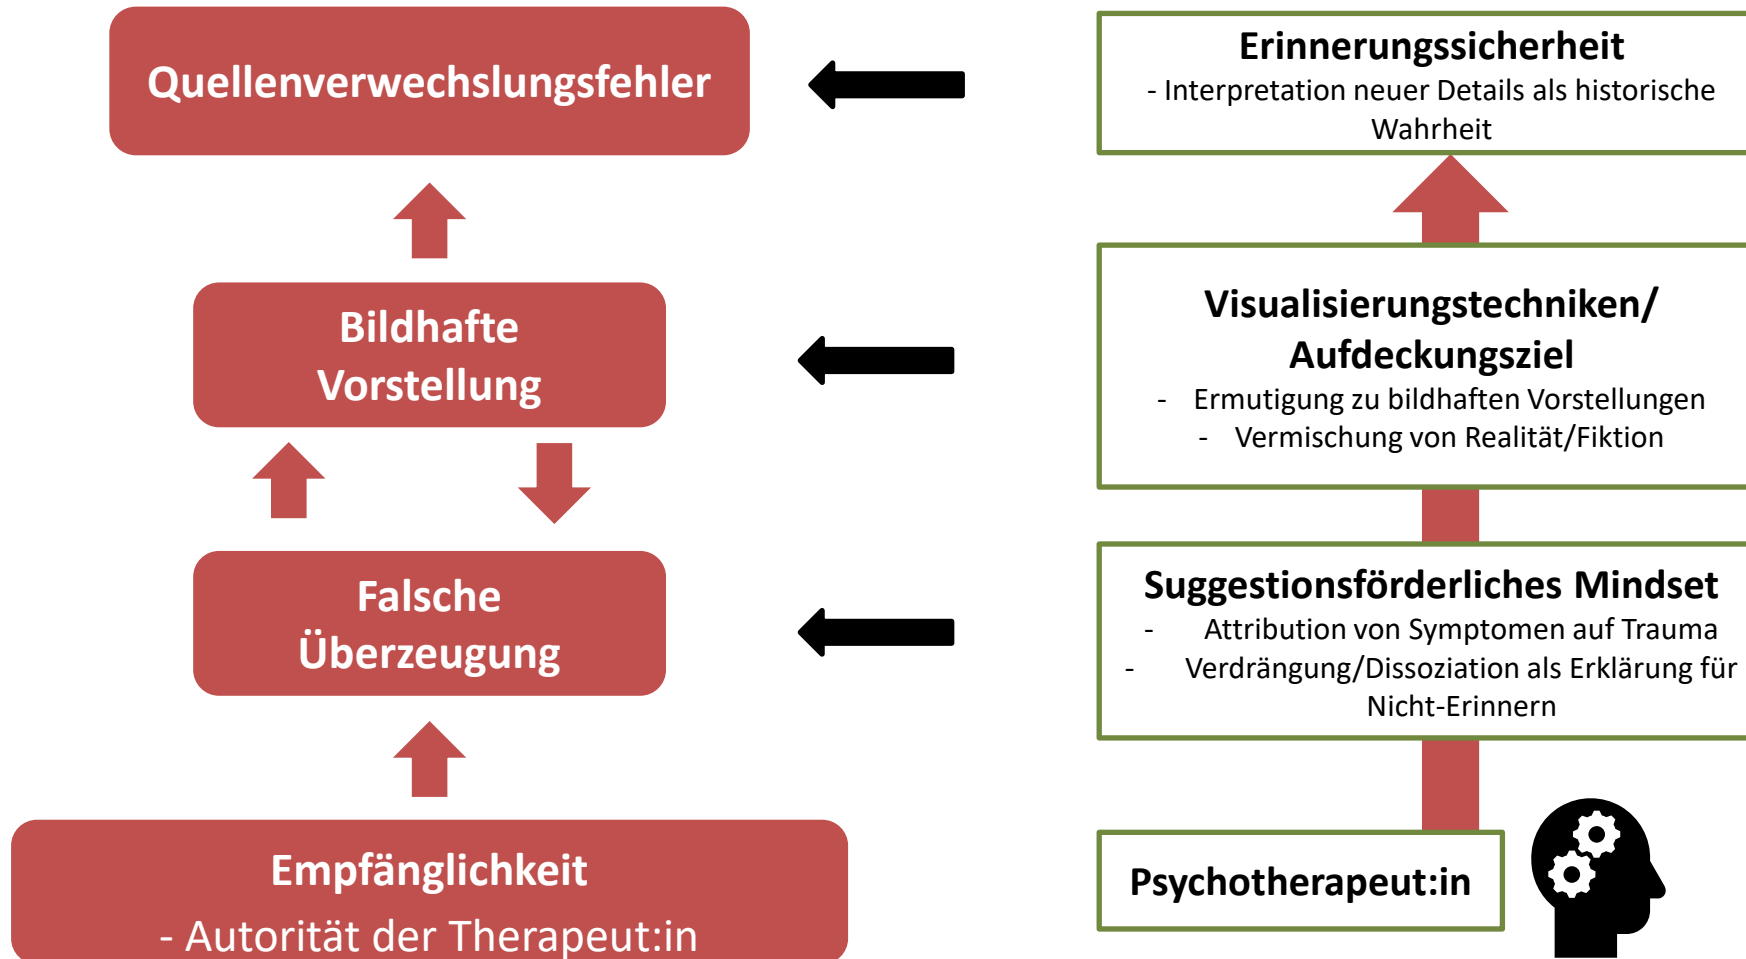 Quellenverwechslungsfehler
Bildhafte
Vorstellung
Falsche
Überzeugung
Empfänglichkeit
- Autorität der Therapeut:in
Erinnerungssicherheit
- Interpretation neuer Details als historische
Wahrheit
Visualisierungstechniken/
Aufdeckungsziel
- Ermutigung zu bildhaften Vorstellungen
- Vermischung von Realität/Fiktion
Suggestionsförderliches Mindset
- Attribution von Symptomen auf Trauma
- Verdrängung/Dissoziation als Erklärung für
Nicht-Erinnern
Psychotherapeut:in